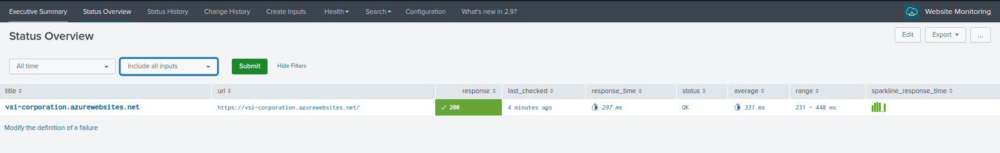 Executive Summary Status Overview Status History Change History Create Inputs Health Search Configuration What's new in 2.9? Website Monitoring
Status Overview
Edit Export ...
All time Include all inputs Submit Hide Filters
title url response last_checked response_time status average range sparkline_response_time
vsi-corporation.azurewebsites.net https://vsi-corporation.azurewebsites.net/ 200 4 minutes ago 297 ms OK 331 ms 231 - 448 ms
Modify the definition of a failure